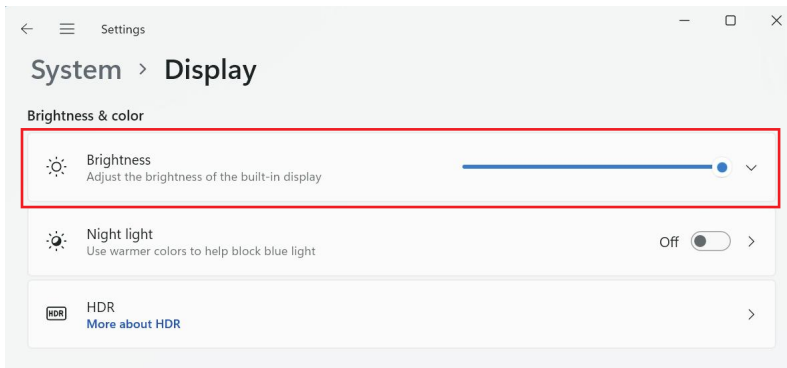 Settings
System > Display
Brightness & color
Brightness
Adjust the brightness of the built-in display
Night light
Use warmer colors to help block blue light
Off
HDR
HDR
More about HDR